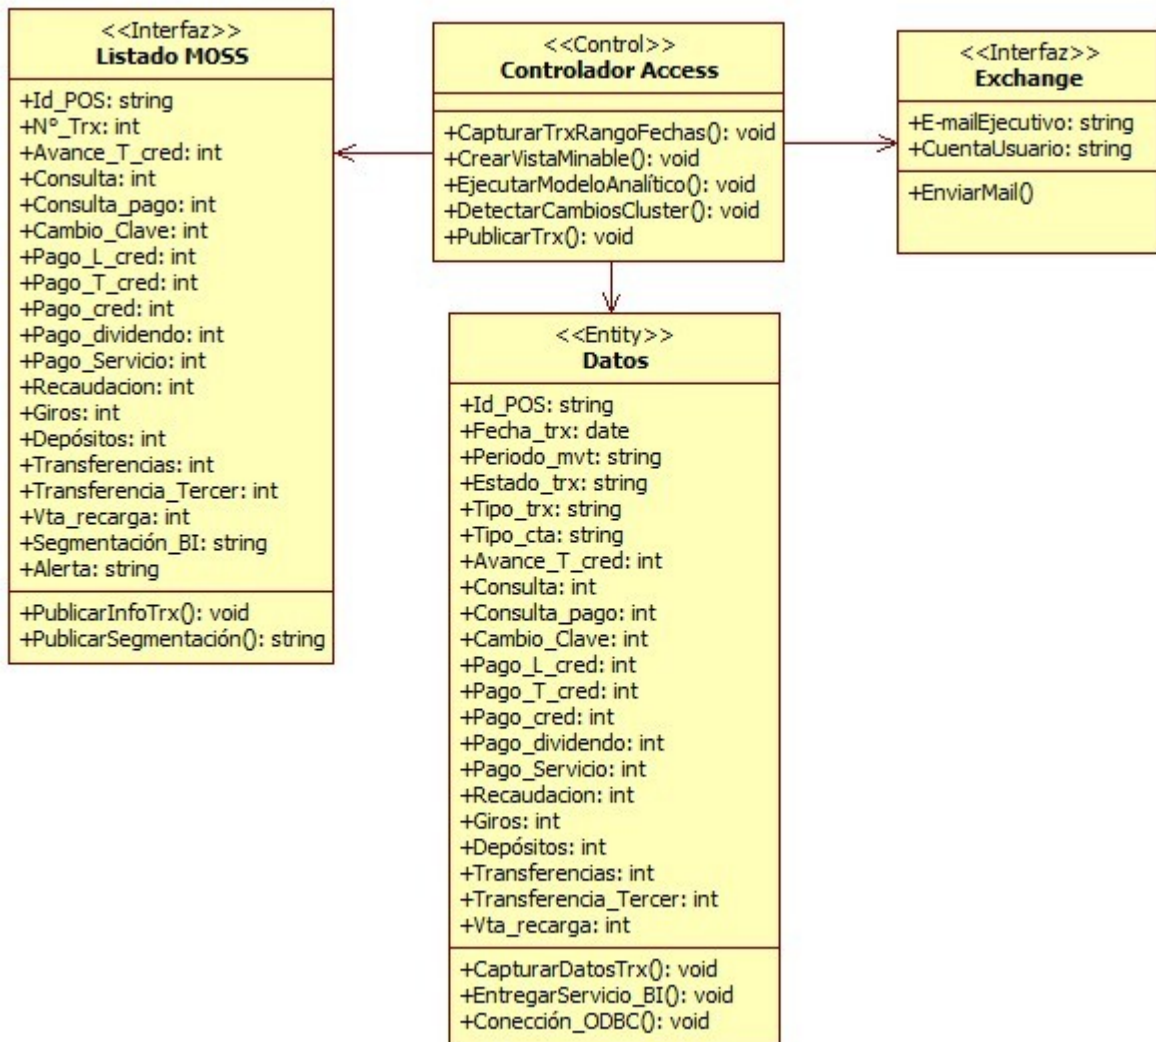 <<Interfaz>>
Listado MOSS
+Id_POS: string
+N°_Trx: int
+Avance_T_cred: int
+Consulta: int
+Consulta_pago: int
+Cambio_Clave: int
+Pago_L_cred: int
+Pago_T_cred: int
+Pago_cred: int
+Pago_dividendo: int
+Pago_Servicio: int
+Recaudacion: int
+Giros: int
+Depósitos: int
+Transferencias: int
+Transferencia_Tercer: int
+Vta_recarga: int
+Segmentación_BI: string
+Alerta: string
+PublicarInfoTrx(): void
+PublicarSegmentación(): string
<<Control>>
Controlador Access
+CapturarTrxRangoFechas(): void
+CrearVistaMinable(): void
+EjecutarModeloAnalítico(): void
+DetectarCambiosCluster(): void
+PublicarTrx(): void
<<Interfaz>>
Exchange
+E-mailEjecutivo: string
+CuentaUsuario: string
+EnviarMail()
<<Entity>>
Datos
+Id_POS: string
+Fecha_trx: date
+Periodo_mvt: string
+Estado_trx: string
+Tipo_trx: string
+Tipo_cta: string
+Avance_T_cred: int
+Consulta: int
+Consulta_pago: int
+Cambio_Clave: int
+Pago_L_cred: int
+Pago_T_cred: int
+Pago_cred: int
+Pago_dividendo: int
+Pago_Servicio: int
+Recaudacion: int
+Giros: int
+Depósitos: int
+Transferencias: int
+Transferencia_Tercer: int
+Vta_recarga: int
+CapturarDatosTrx(): void
+EntregarServicio_BI(): void
+Conección_ODBC(): void